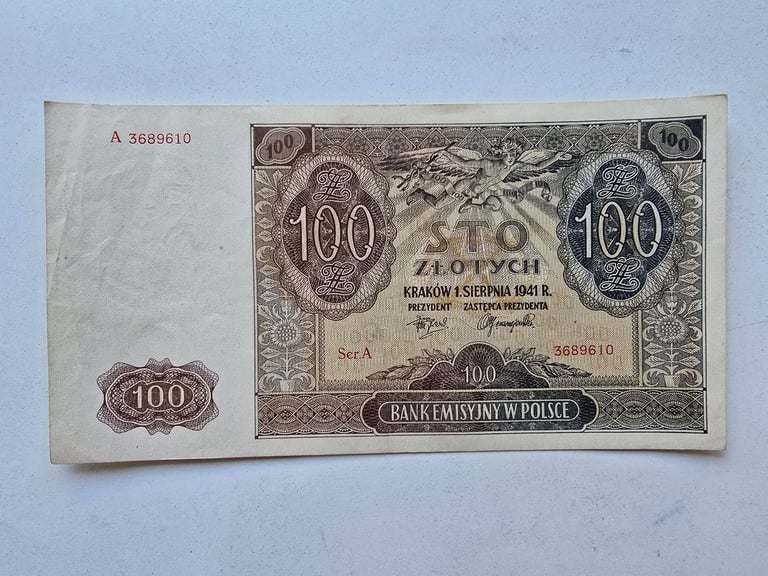 A 3689610
100
100
100
100
STO
ZŁOTYCH
KRAKÓW 1. SIERPNIA 1941 R.
PREZYDENT ZASTĘPCA PREZYDENTA
Ser. A
3689610
100
100
BANK EMISYJNY W POLSCE